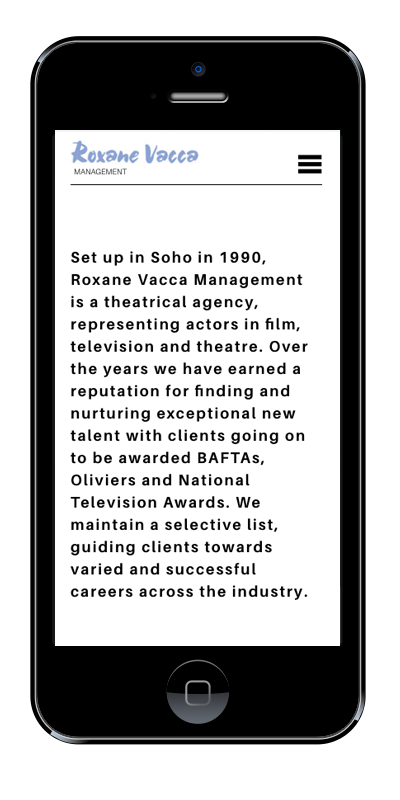 Roxane Vacca
MANAGEMENT
Set up in Soho in 1990,
Roxane Vacca Management
is a theatrical agency,
representing actors in film,
television and theatre. Over
the years we have earned a
reputation for finding and
nurturing exceptional new
talent with clients going on
to be awarded BAFTAs,
Oliviers and National
Television Awards. We
maintain a selective list,
guiding clients towards
varied and successful
careers across the industry.